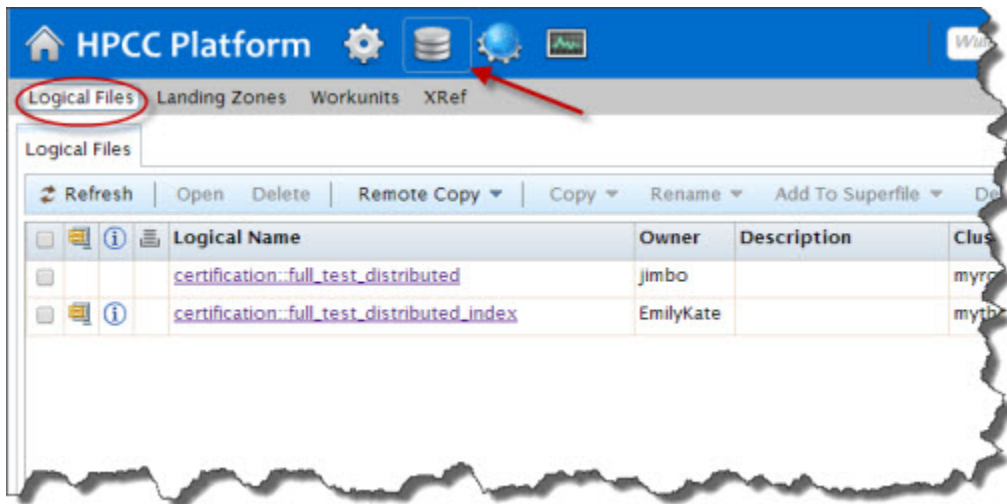 HPCC Platform
Logical Files Landing Zones Workunits XRef
Logical Files
Refresh Open Delete Remote Copy Copy Rename Add To Superfile
Logical Name Owner Description
certification::full_test_distributed jimbo
certification::full_test_distributed_index EmilyKate